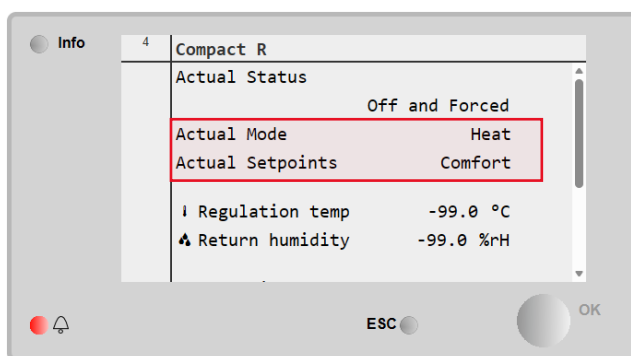 Info
4 Compact R
Actual Status
Off and Forced
Actual Mode Heat
Actual Setpoints Comfort
Regulation temp -99.0 °C
Return humidity -99.0 %rH
ESC
OK